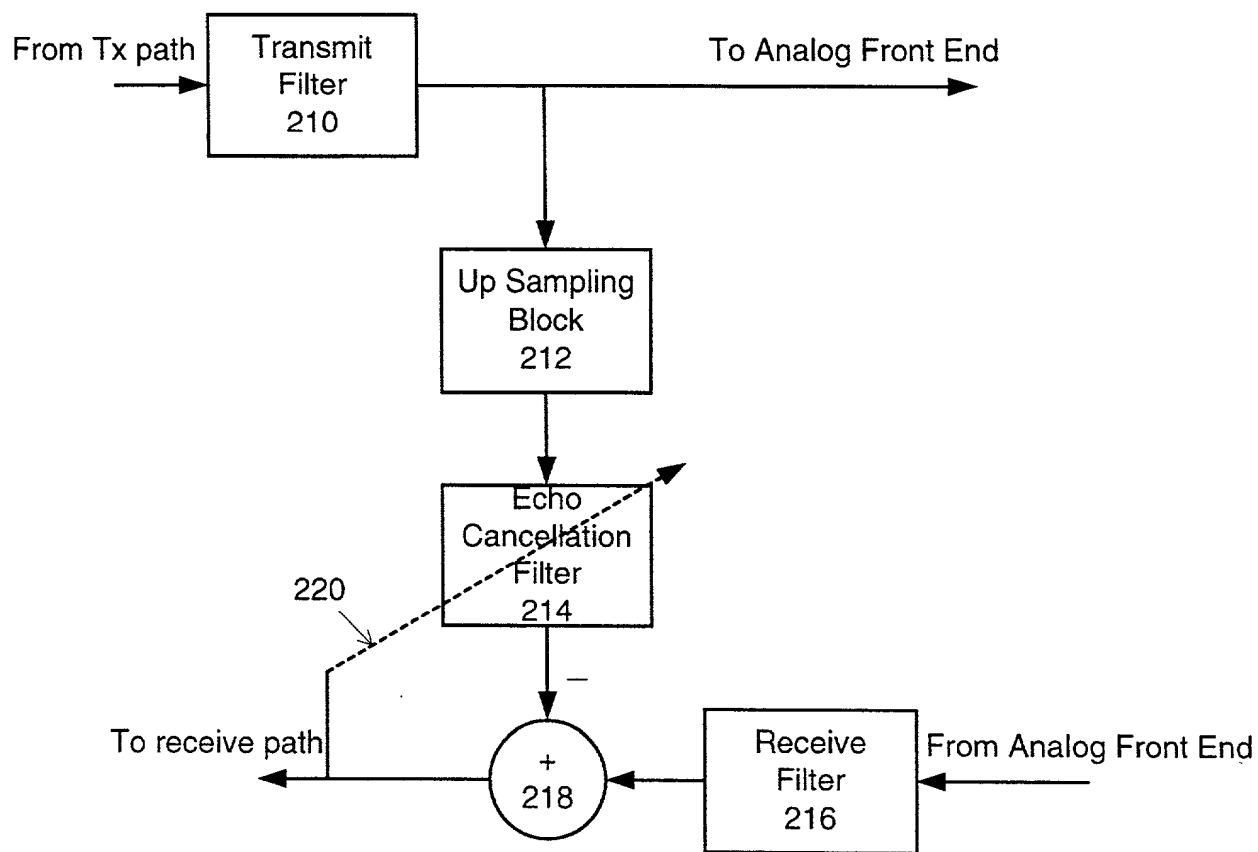 From Tx path
Transmit
Filter
210
To Analog Front End
Up Sampling
Block
212
Echo
Cancellation
Filter
214
220
–
To receive path
+
218
Receive
Filter
216
From Analog Front End